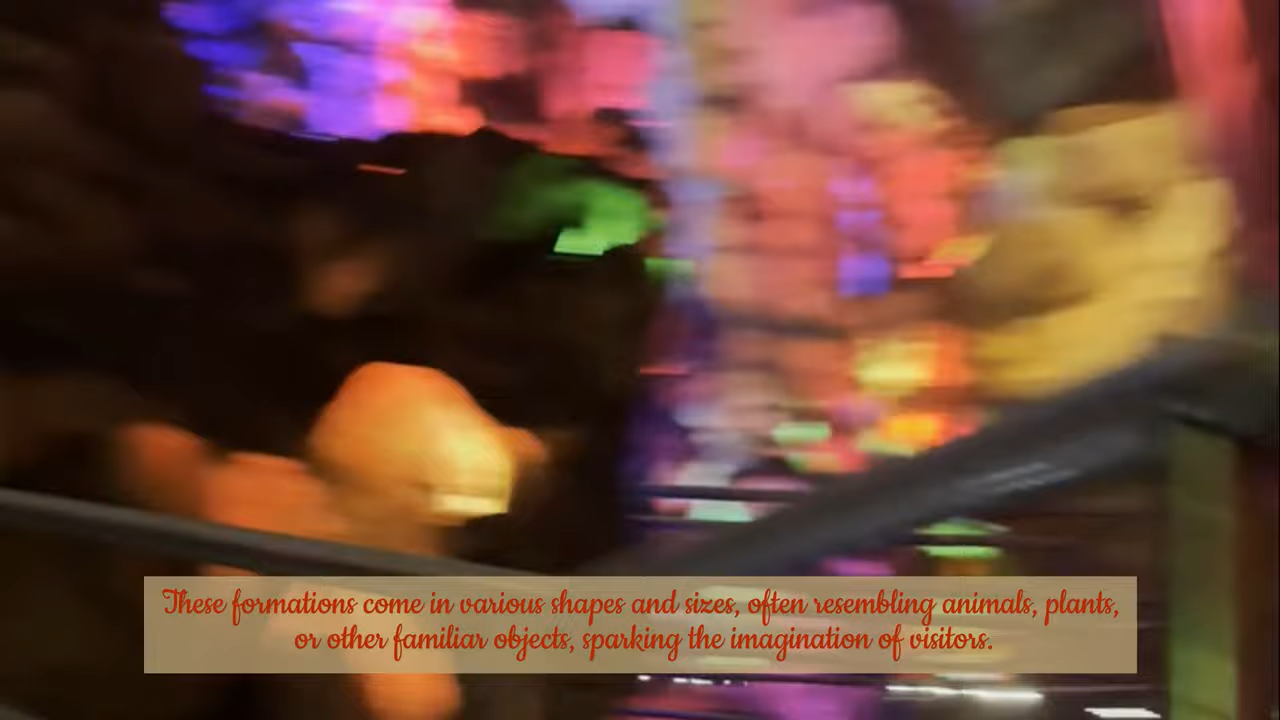 These formations come in various shapes and sizes, often resembling animals, plants,
or other familiar objects, sparking the imagination of visitors.